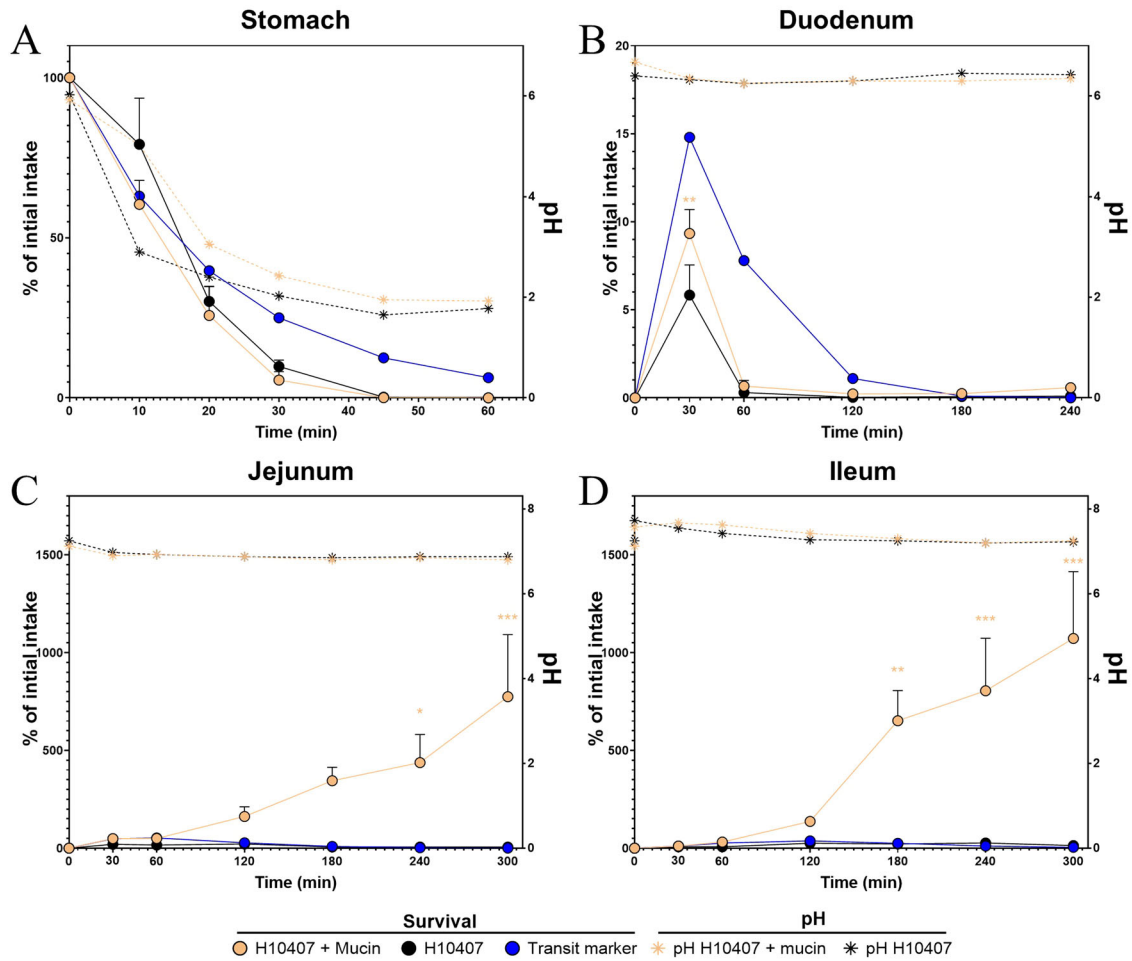 A
Stomach
% of intial intake
100
50
0
6
4
2
0
pH
0 10 20 30 40 50 60
Time (min)
B
Duodenum
% of intial intake
20
15
10
5
0
**
6
4
2
0
pH
0 30 60 120 180 240
Time (min)
C
Jejunum
% of intial intake
1500
1000
500
0
*
***
8
6
4
2
0
pH
0 30 60 120 180 240 300
Time (min)
D
Ileum
% of intial intake
1500
1000
500
0
**
***
***
8
6
4
2
0
pH
0 30 60 120 180 240 300
Time (min)
Survival pH
H10407 + Mucin H10407 Transit marker pH H10407 + mucin pH H10407